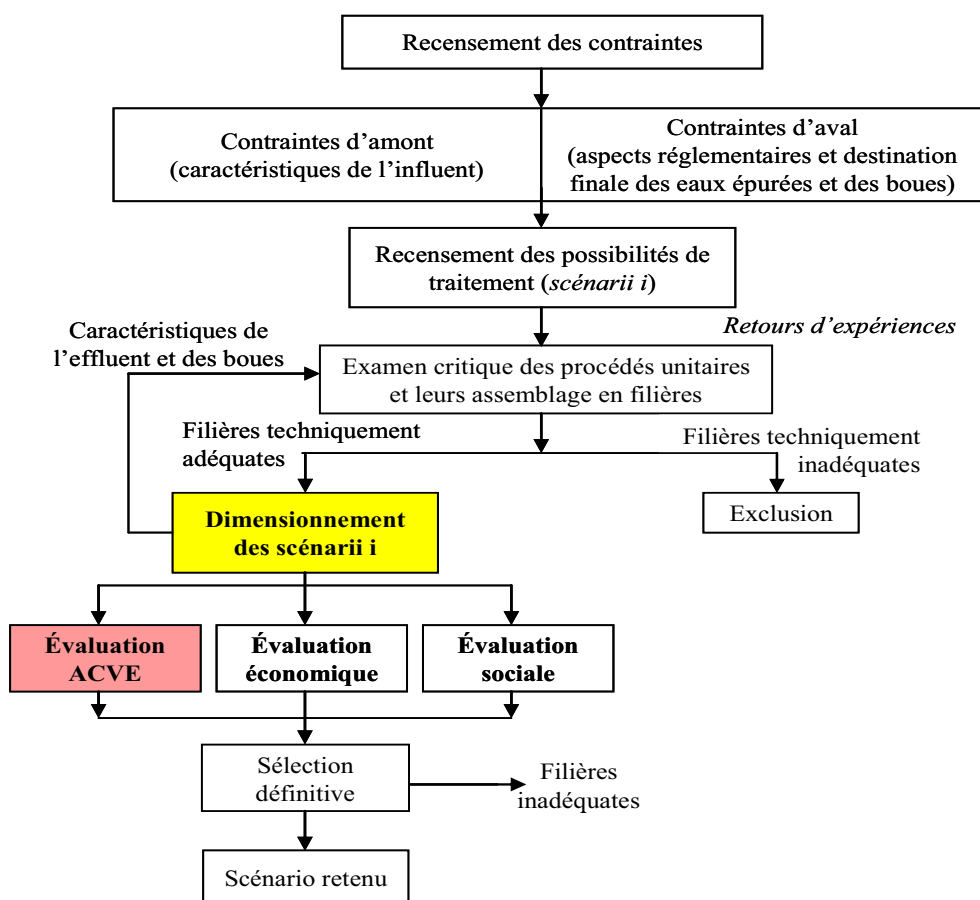 Recensement des contraintes
Contraintes d'amont
(caractéristiques de l'influent)
Contraintes d'aval
(aspects réglementaires et destination
finale des eaux épurées et des boues)
Recensement des possibilités de
traitement (scénarii i)
Retours d'expériences
Caractéristiques de
l'effluent et des boues
Examen critique des procédés unitaires
et leurs assemblage en filières
Filières techniquement
adéquates
Filières techniquement
inadéquates
Dimensionnement
des scénarii i
Exclusion
Évaluation
ACVE
Évaluation
économique
Évaluation
sociale
Sélection
définitive
Filières
inadéquates
Scénario retenu